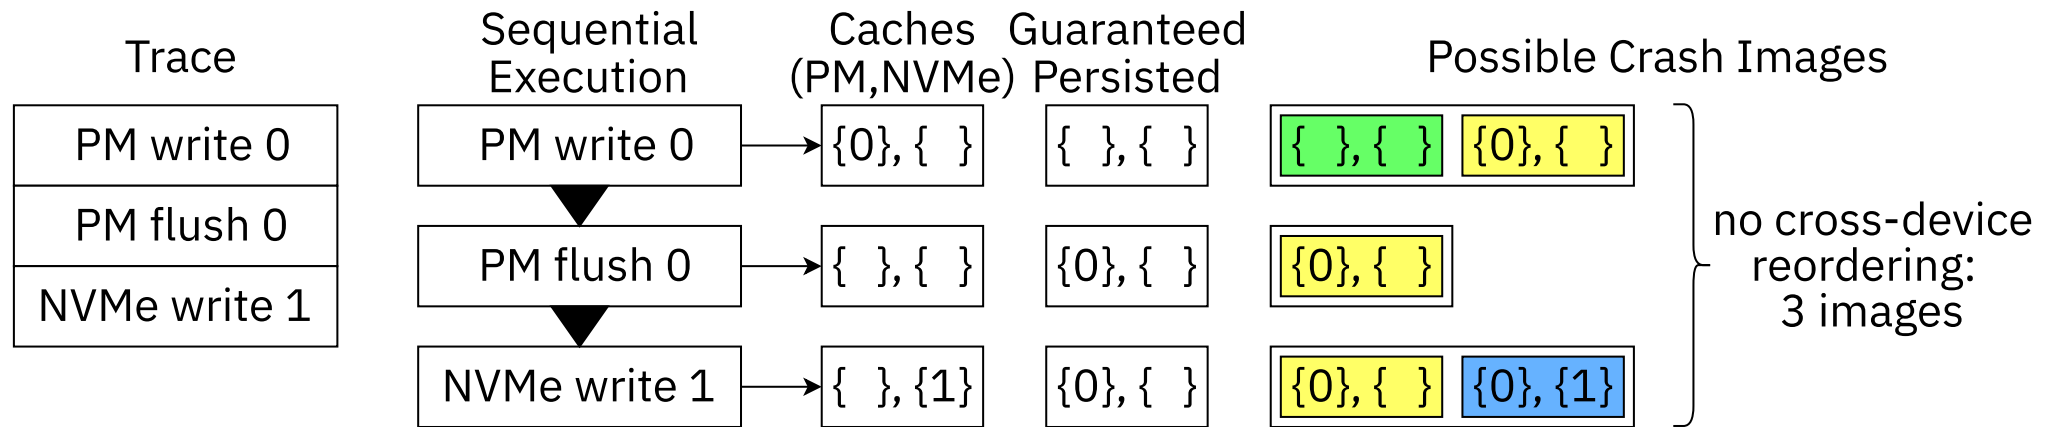 Trace
Sequential
Execution
Caches
(PM,NVMe)
Guaranteed
Persisted
Possible Crash Images
PM write 0
PM flush 0
NVMe write 1
PM write 0
{0}, { }
{ }, { }
{ }, { }
{0}, { }
PM flush 0
{ }, { }
{0}, { }
{0}, { }
NVMe write 1
{ }, {1}
{0}, { }
{0}, { }
{0}, {1}
no cross-device
reordering:
3 images